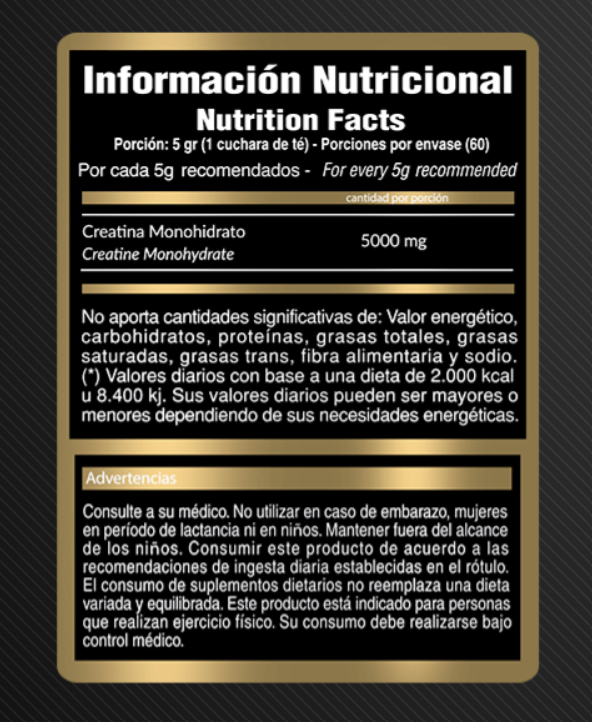 Información Nutricional
Nutrition Facts
Porción: 5 gr (1 cuchara de té) - Porciones por envase (60)
Por cada 5g recomendados - For every 5g recommended
cantidad por porción
Creatina Monohidrato 5000 mg
Creatine Monohydrate
No aporta cantidades significativas de: Valor energético,
carbohidratos, proteínas, grasas totales, grasas
saturadas, grasas trans, fibra alimentaria y sodio.
(*) Valores diarios con base a una dieta de 2.000 kcal
u 8.400 kj. Sus valores diarios pueden ser mayores o
menores dependiendo de sus necesidades energéticas.
Advertencias
Consulte a su médico. No utilizar en caso de embarazo, mujeres
en período de lactancia ni en niños. Mantener fuera del alcance
de los niños. Consumir este producto de acuerdo a las
recomendaciones de ingesta diaria establecidas en el rótulo.
El consumo de suplementos dietarios no reemplaza una dieta
variada y equilibrada. Este producto está indicado para personas
que realizan ejercicio físico. Su consumo debe realizarse bajo
control médico.